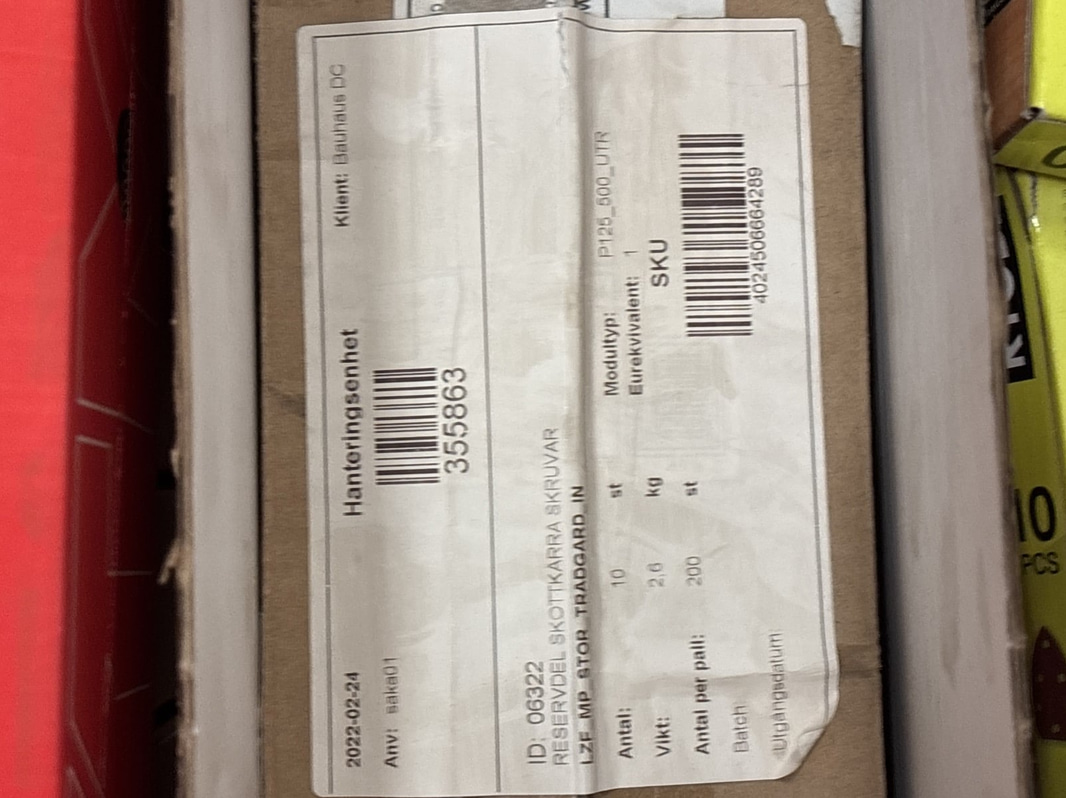 2022-02-24 Hanteringsenhet Klient: Bauhaus DC
Anv: saka01
355863
ID: 06322
RESERVDEL SKOTTKARRA SKRUVAR
LZF_MP_STOR_TRADGARD_IN
Antal: 10 st Modultyp: P125_500_UTR
Eurekvivalent: 1
Vikt: 2,6 kg SKU
Antal per pall: 200 st
4024506664289
Batch:
Utgångsdatum:
10
PCS